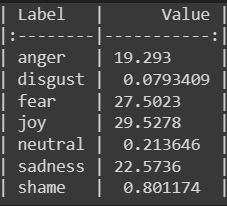 | Label    |      Value |
|:---------|-----------:|
| anger    | 19.293     |
| disgust  |  0.0793409 |
| fear     | 27.5023    |
| joy      | 29.5278    |
| neutral  |  0.213646  |
| sadness  | 22.5736    |
| shame    |  0.801174  |